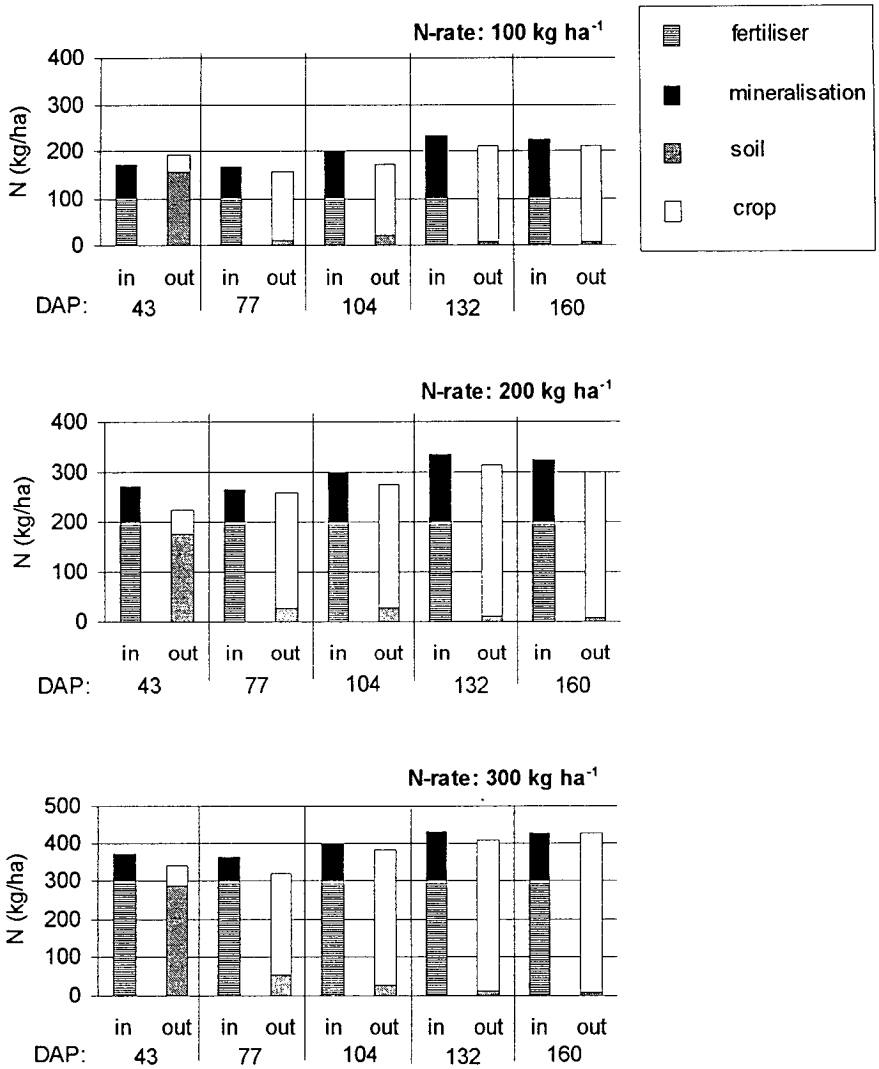 N-rate: 100 kg ha-1
fertiliser
mineralisation
soil
crop
N (kg/ha)
400
300
200
100
0
in out in out in out in out in out
DAP: 43 77 104 132 160
N-rate: 200 kg ha-1
N (kg/ha)
400
300
200
100
0
in out in out in out in out in out
DAP: 43 77 104 132 160
N-rate: 300 kg ha-1
N (kg/ha)
500
400
300
200
100
0
in out in out in out in out in out
DAP: 43 77 104 132 160